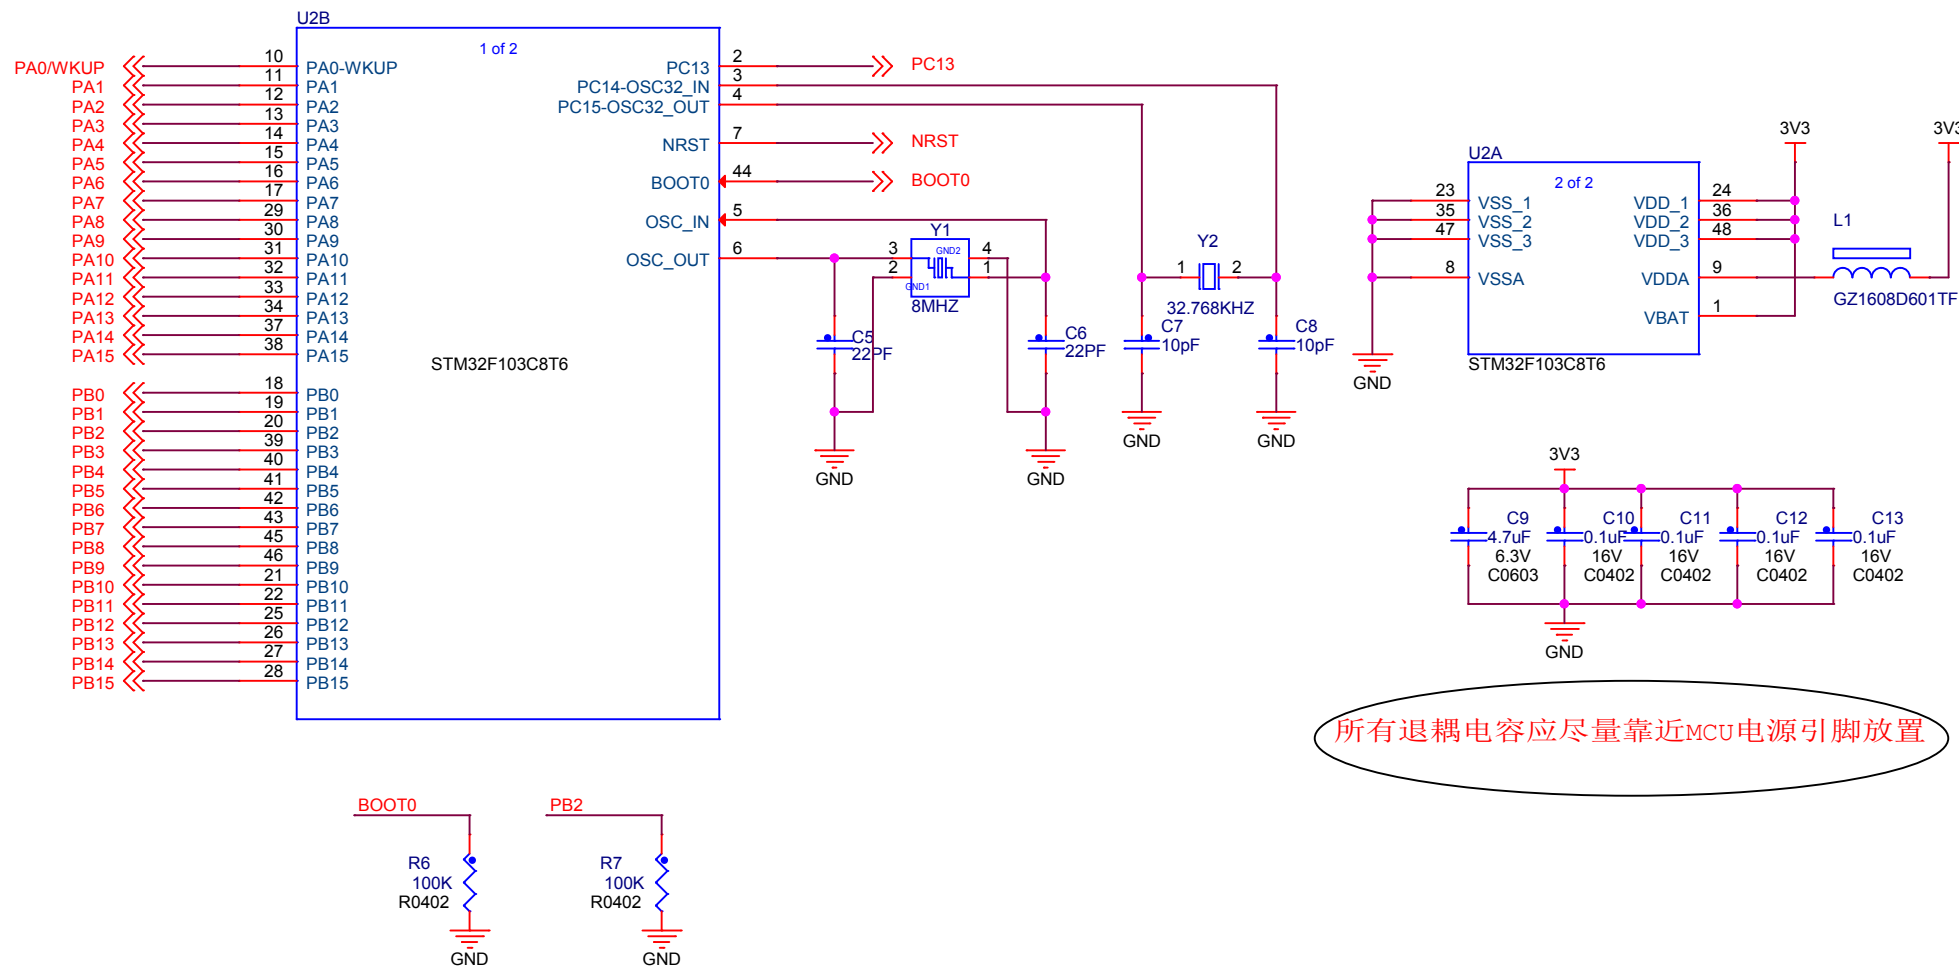 U2B
1 of 2
PA0/WKUP 10 PA0-WKUP
PA1 11 PA1
PA2 12 PA2
PA3 13 PA3
PA4 14 PA4
PA5 15 PA5
PA6 16 PA6
PA7 17 PA7
PA8 29 PA8
PA9 30 PA9
PA10 31 PA10
PA11 32 PA11
PA12 33 PA12
PA13 34 PA13
PA14 37 PA14
PA15 38 PA15
PB0 18 PB0
PB1 19 PB1
PB2 20 PB2
PB3 39 PB3
PB4 40 PB4
PB5 41 PB5
PB6 42 PB6
PB7 43 PB7
PB8 45 PB8
PB9 46 PB9
PB10 21 PB10
PB11 22 PB11
PB12 25 PB12
PB13 26 PB13
PB14 27 PB14
PB15 28 PB15
STM32F103C8T6
PC13 2 PC13
PC14-OSC32_IN 3
PC15-OSC32_OUT 4
NRST 7 NRST
BOOT0 44 BOOT0
OSC_IN 5
OSC_OUT 6
Y1
3 GND2 4
2 GND1 1
8MHZ
C5
22PF
GND
C6
22PF
GND
Y2
1 2
32.768KHZ
C7
10pF
GND
C8
10pF
GND
U2A
2 of 2
3V3
3V3
23 VSS_1 VDD_1 24
35 VSS_2 VDD_2 36
47 VSS_3 VDD_3 48
8 VSSA VDDA 9
VBAT 1
STM32F103C8T6
GND
L1
GZ1608D601TF
3V3
C9
4.7uF
6.3V
C0603
C10
0.1uF
16V
C0402
C11
0.1uF
16V
C0402
C12
0.1uF
16V
C0402
C13
0.1uF
16V
C0402
GND
所有退耦电容应尽量靠近MCU电源引脚放置
BOOT0
R6
100K
R0402
GND
PB2
R7
100K
R0402
GND